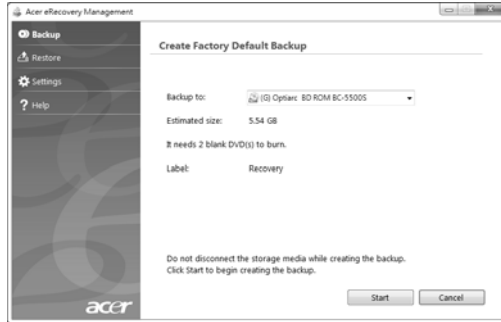 Acer eRecovery Management
Backup
Restore
Settings
? Help
Create Factory Default Backup
Backup to: (G) Optiarc BD ROM BC-5500S
Estimated size: 5.54 GB
It needs 2 blank DVD(s) to burn.
Label: Recovery
Do not disconnect the storage media while creating the backup.
Click Start to begin creating the backup.
Start Cancel
acer